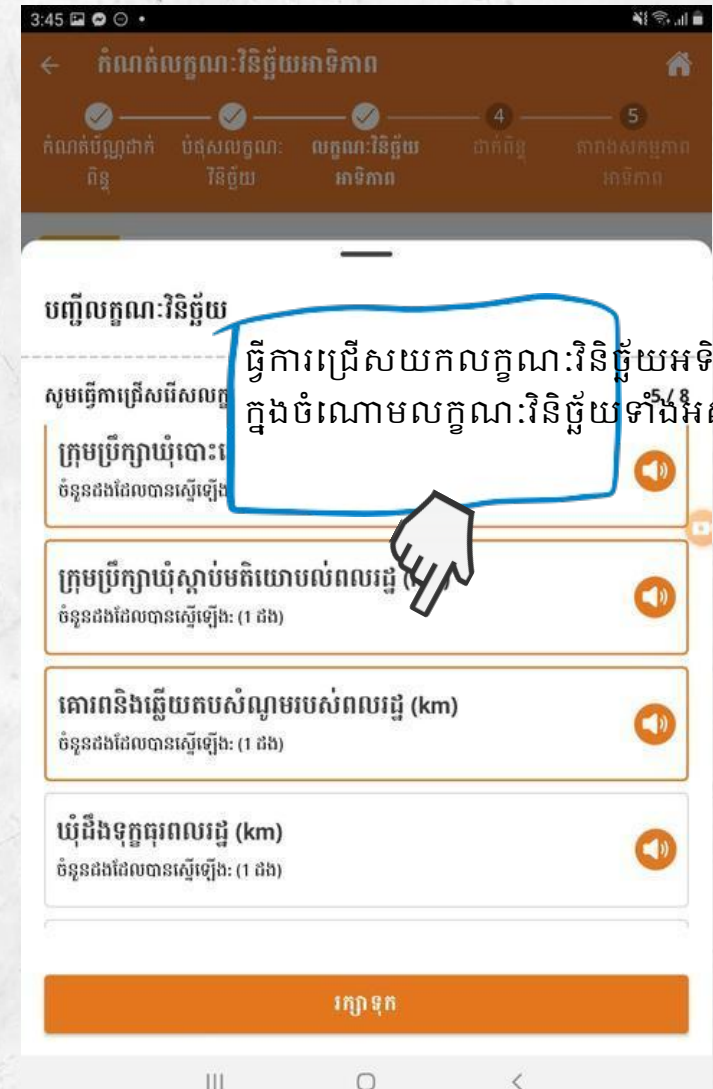 3:45
កំណត់លក្ខណៈវិនិច្ឆ័យអាទិភាព
4
5
កំណត់ប័ណ្ណដាក់ពិន្ទុ
បំផុសលក្ខណៈវិនិច្ឆ័យ
លក្ខណៈវិនិច្ឆ័យអាទិភាព
ដាក់ពិន្ទុ
តារាងសកម្មភាពអាទិភាព
បញ្ជីលក្ខណៈវិនិច្ឆ័យ
ធ្វើការជ្រើសយកលក្ខណៈវិនិច្ឆ័យអទិ
ក្នុងចំណោមលក្ខណៈវិនិច្ឆ័យទាំងអស
សូមធ្វើការជ្រើសរើសលក្ខ
5/8
ក្រុមប្រឹក្សាឃុំបោះ
ចំនួនដងដែលបានស្នើឡើង
ក្រុមប្រឹក្សាឃុំស្តាប់មតិយោបល់ពលរដ្ឋ
ចំនួនដងដែលបានស្នើឡើង: (1 ដង)
គោរពនិងឆ្លើយតបសំណូមរបស់ពលរដ្ឋ (km)
ចំនួនដងដែលបានស្នើឡើង: (1 ដង)
ឃុំដឹងទុក្ខធុរពលរដ្ឋ (km)
ចំនួនដងដែលបានស្នើឡើង: (1 ដង)
រក្សាទុក